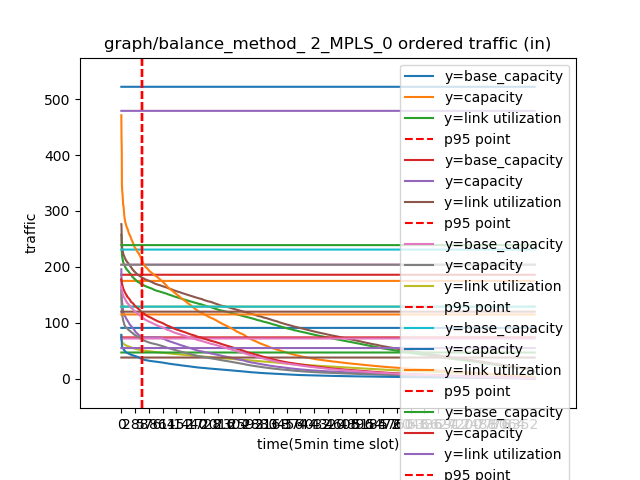 graph/balance_method_ 2_MPLS_0 ordered traffic (in)
traffic
500
400
300
200
100
0
time(5min time slot)
y=base_capacity
y=capacity
y=link utilization
p95 point
y=base_capacity
y=capacity
y=link utilization
p95 point
y=base_capacity
y=capacity
y=link utilization
p95 point
y=base_capacity
y=capacity
y=link utilization
p95 point
y=base_capacity
y=capacity
y=link utilization
p95 point